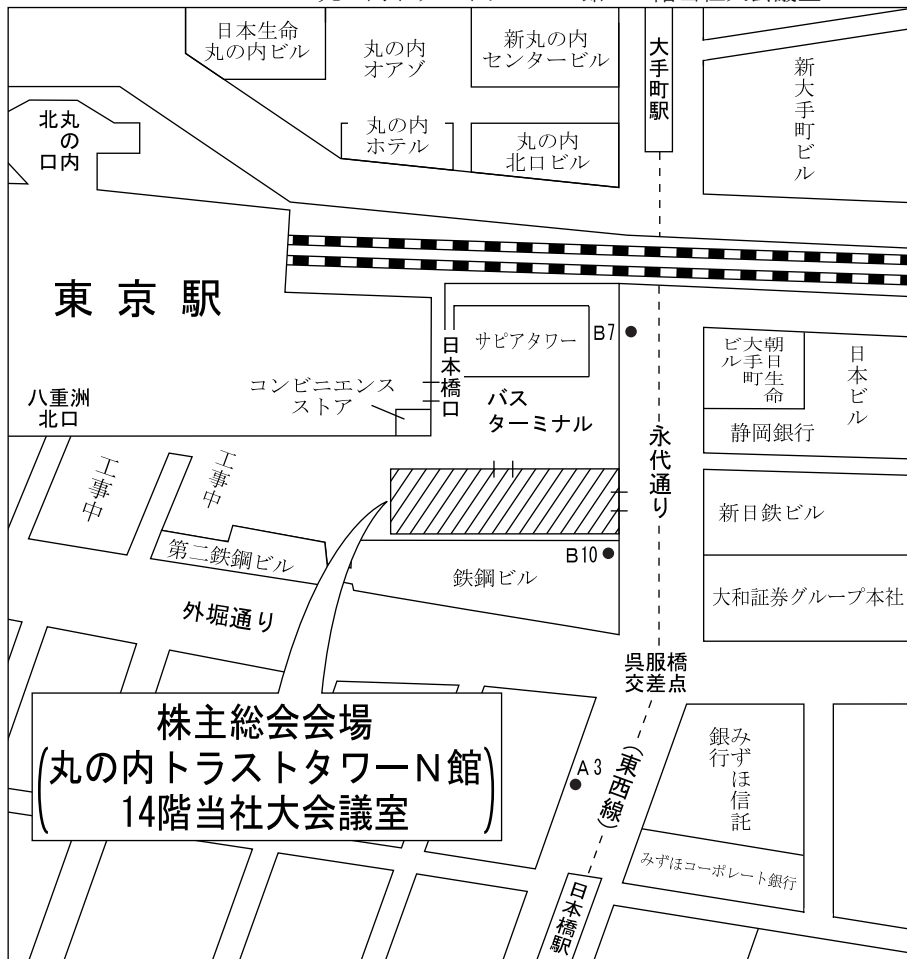 日本生命
丸の内ビル
丸の内
オアゾ
新丸の内
センタービル
大手町駅
新大手町ビル
丸の内
北口
丸の内
ホテル
丸の内
北口ビル
東京駅
日本橋口
サピアタワー
B7
朝日生命
大手町
ビル
日本ビル
コンビニエンス
ストア
八重洲
北口
バス
ターミナル
静岡銀行
永代通り
工事中
工事中
新日鉄ビル
第二鉄鋼ビル
鉄鋼ビル
B10
大和証券グループ本社
外堀通り
呉服橋
交差点
株主総会会場
(丸の内トラストタワーN館)
14階当社大会議室
A3
(東西線)
みずほ信託
銀行
みずほコーポレート銀行
日本橋駅